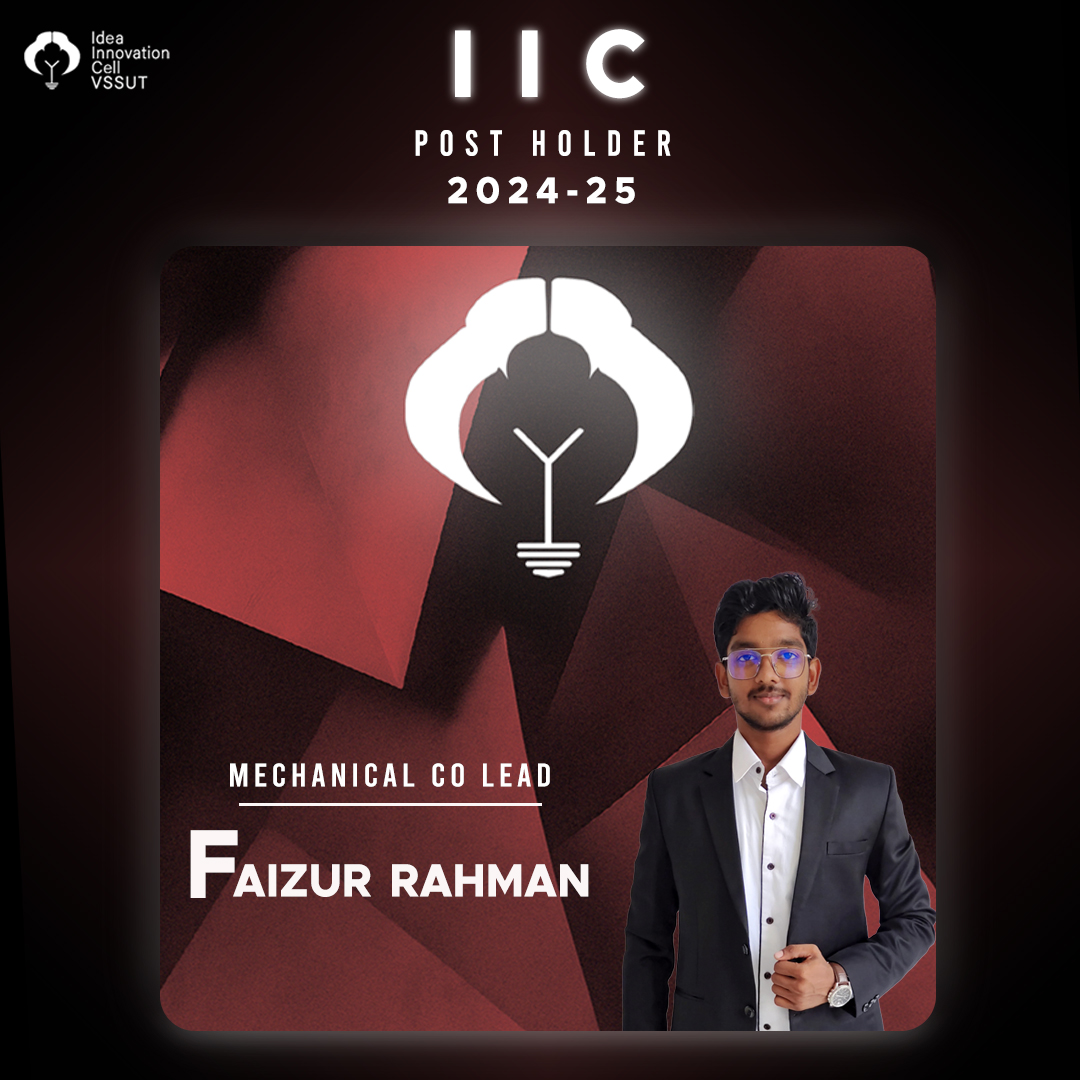 Idea
Innovation
Cell
VSSUT
IIC
POST HOLDER
2024-25
MECHANICAL CO LEAD
FAIZUR RAHMAN